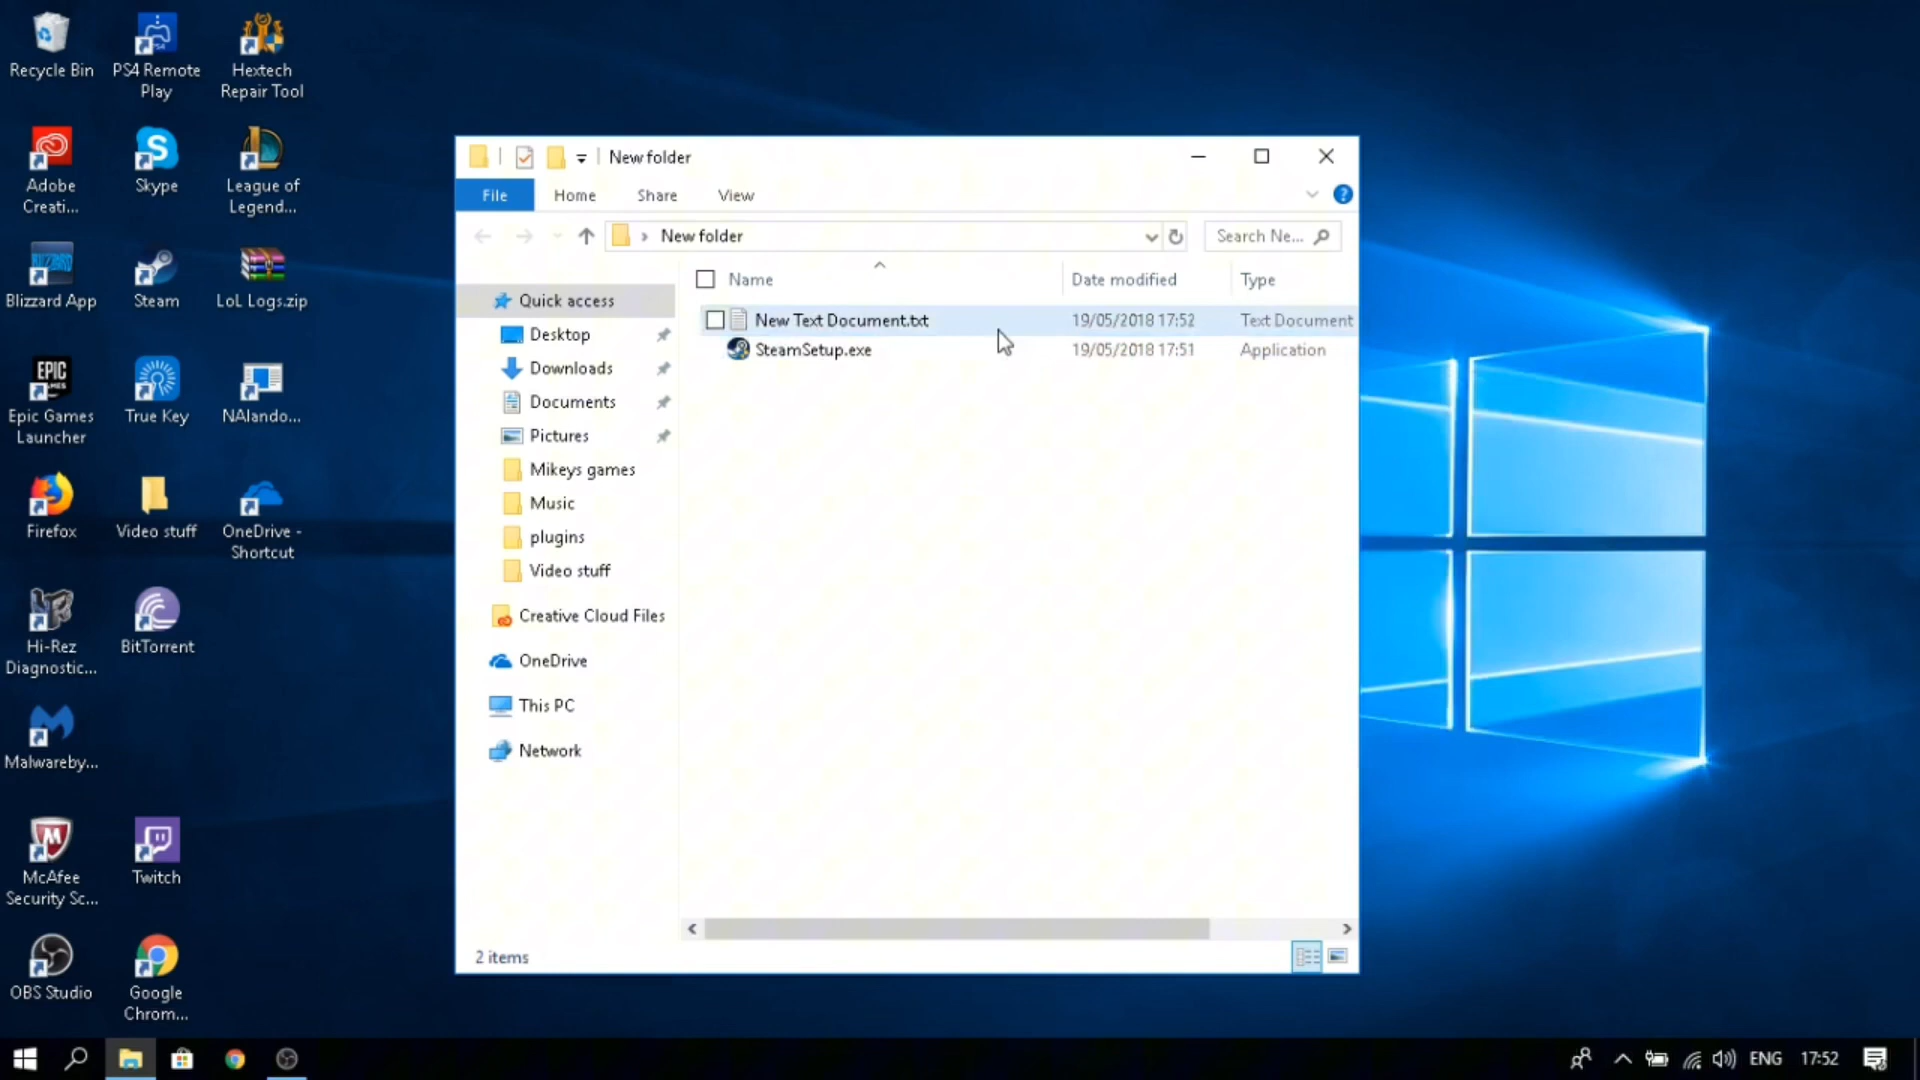 Recycle Bin
PS4 Remote
Play
Hextech
Repair Tool
Adobe
Creati...
Skype
League of
Legend...
BLIZZARD
Blizzard App
Steam
LoL Logs.zip
EPIC
GAMES
Epic Games
Launcher
True Key
NAlando...
Firefox
Video stuff
OneDrive -
Shortcut
Hi-Rez
Diagnostic...
BitTorrent
Malwareby...
McAfee
Security Sc...
Twitch
OBS Studio
Google
Chrom...
New folder
File Home Share View
New folder
Search Ne...
Name Date modified Type
New Text Document.txt 19/05/2018 17:52 Text Document
SteamSetup.exe 19/05/2018 17:51 Application
Quick access
Desktop
Downloads
Documents
Pictures
Mikeys games
Music
plugins
Video stuff
Creative Cloud Files
OneDrive
This PC
Network
2 items
ENG 17:52